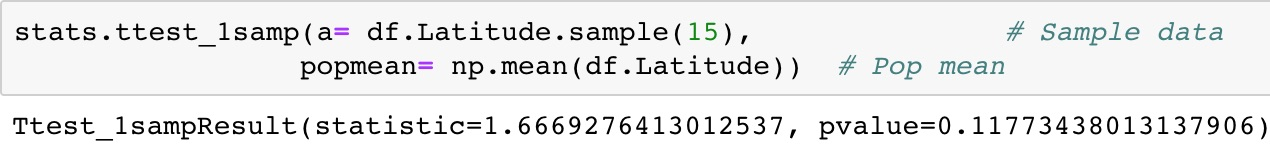 stats.ttest_1samp(a= df.Latitude.sample(15), # Sample data
popmean= np.mean(df.Latitude)) # Pop mean
Ttest_1sampResult(statistic=1.6669276413012537, pvalue=0.11773438013137906)